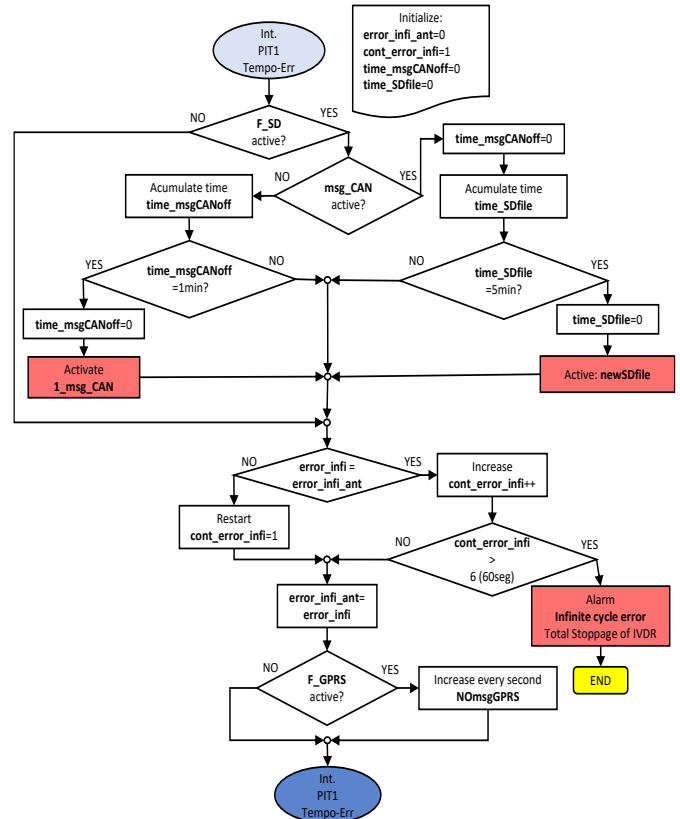 Int.
PIT1
Tempo-Err
Initialize:
error_infi_ant=0
cont_error_infi=1
time_msgCANoff=0
time_SDfile=0
NO
YES
F_SD
active?
time_msgCANoff=0
NO
YES
msg_CAN
active?
Acumulate time
time_msgCANoff
Acumulate time
time_SDfile
YES
NO
time_msgCANoff
=1min?
NO
YES
time_SDfile
=5min?
time_msgCANoff=0
time_SDfile=0
Activate
1_msg_CAN
Active: newSDfile
NO
YES
error_infi =
error_infi_ant
Increase
cont_error_infi++
Restart
cont_error_infi=1
NO
YES
cont_error_infi
>
6 (60seg)
error_infi_ant=
error_infi
Alarm
Infinite cycle error
Total Stoppage of IVDR
NO
YES
F_GPRS
active?
Increase every second
NOmsgGPRS
END
Int.
PIT1
Tempo-Err